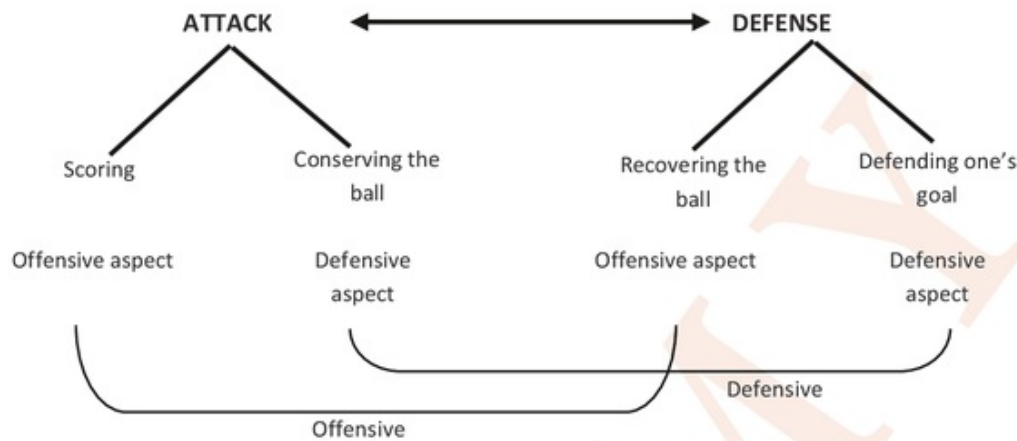 ATTACK
DEFENSE
Scoring
Conserving the
ball
Recovering the
ball
Defending one's
goal
Offensive aspect
Defensive
aspect
Offensive aspect
Defensive
aspect
Defensive
Offensive